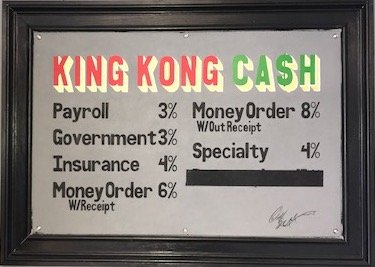 KING KONG CA$H
Payroll 3%
Government 3%
Insurance 4%
Money Order 6%
W/Receipt
Money Order 8%
W/Out Receipt
Specialty 4%